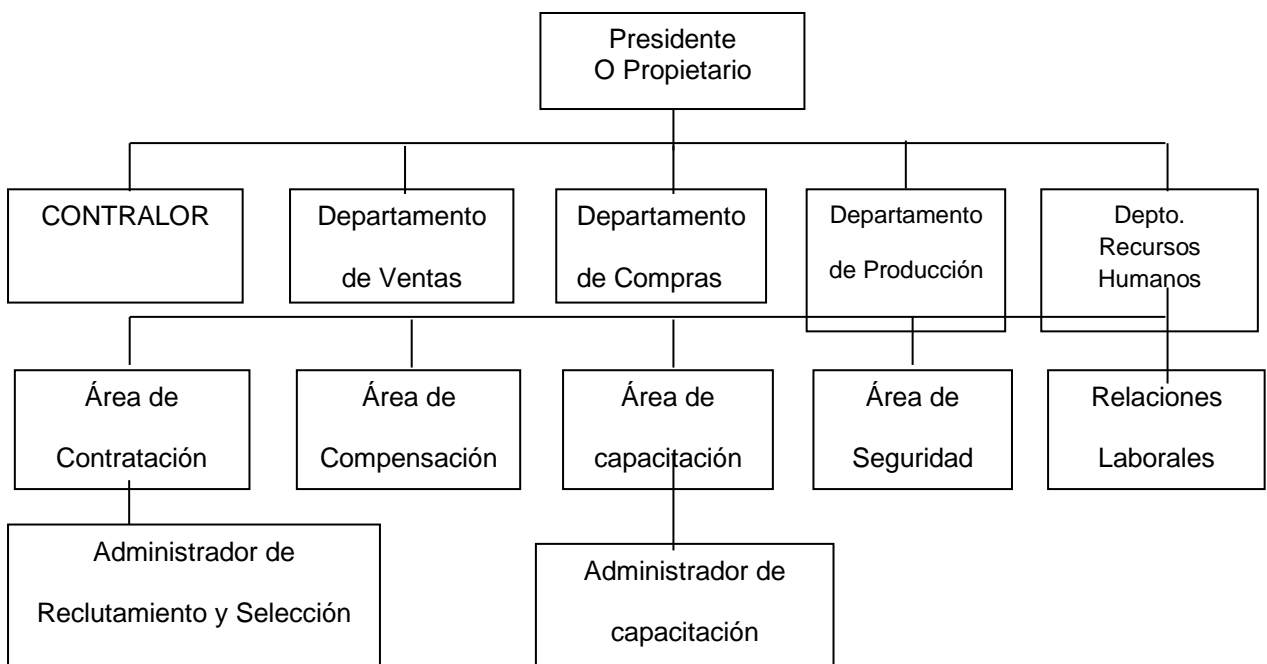 Presidente
O Propietario
CONTRALOR
Departamento
de Ventas
Departamento
de Compras
Departamento
de Producción
Depto.
Recursos
Humanos
Área de
Contratación
Área de
Compensación
Área de
capacitación
Área de
Seguridad
Relaciones
Laborales
Administrador de
Reclutamiento y Selección
Administrador de
capacitación